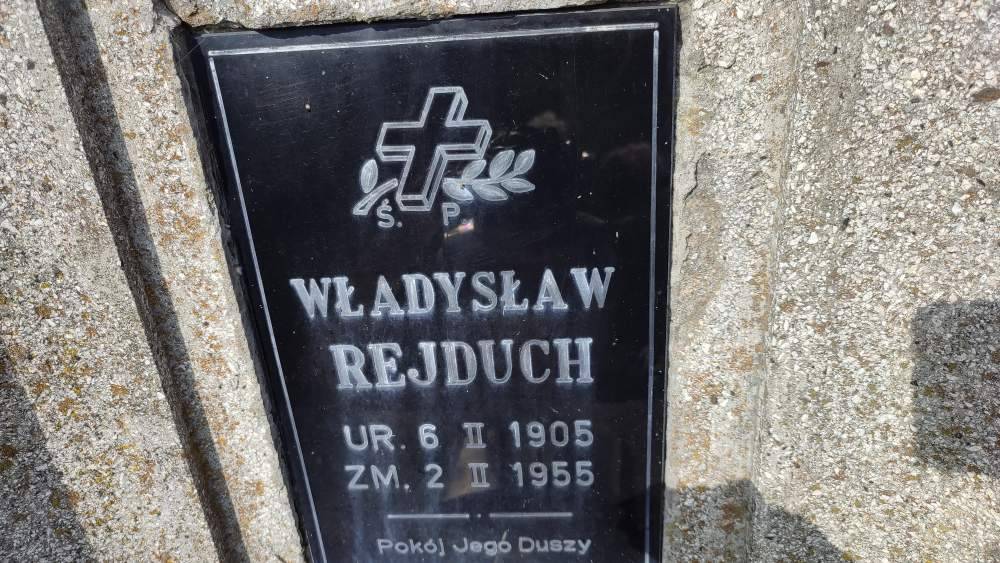 Ś. P.
WŁADYSŁAW
REJDUCH
UR. 6 II 1905
ZM. 2 II 1955
Pokój Jego Duszy